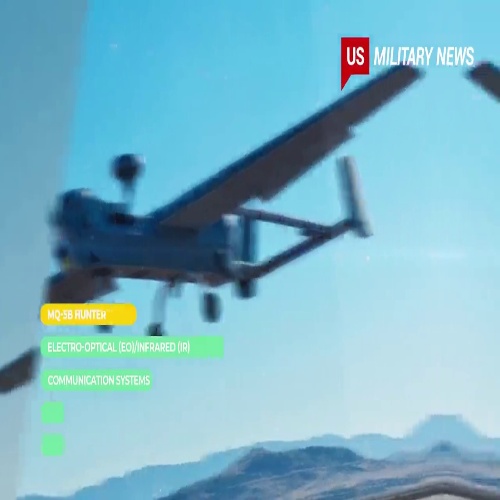 US MILITARY NEWS
MQ-5B HUNTER
ELECTRO-OPTICAL (EO)/INFRARED (IR)
COMMUNICATION SYSTEMS